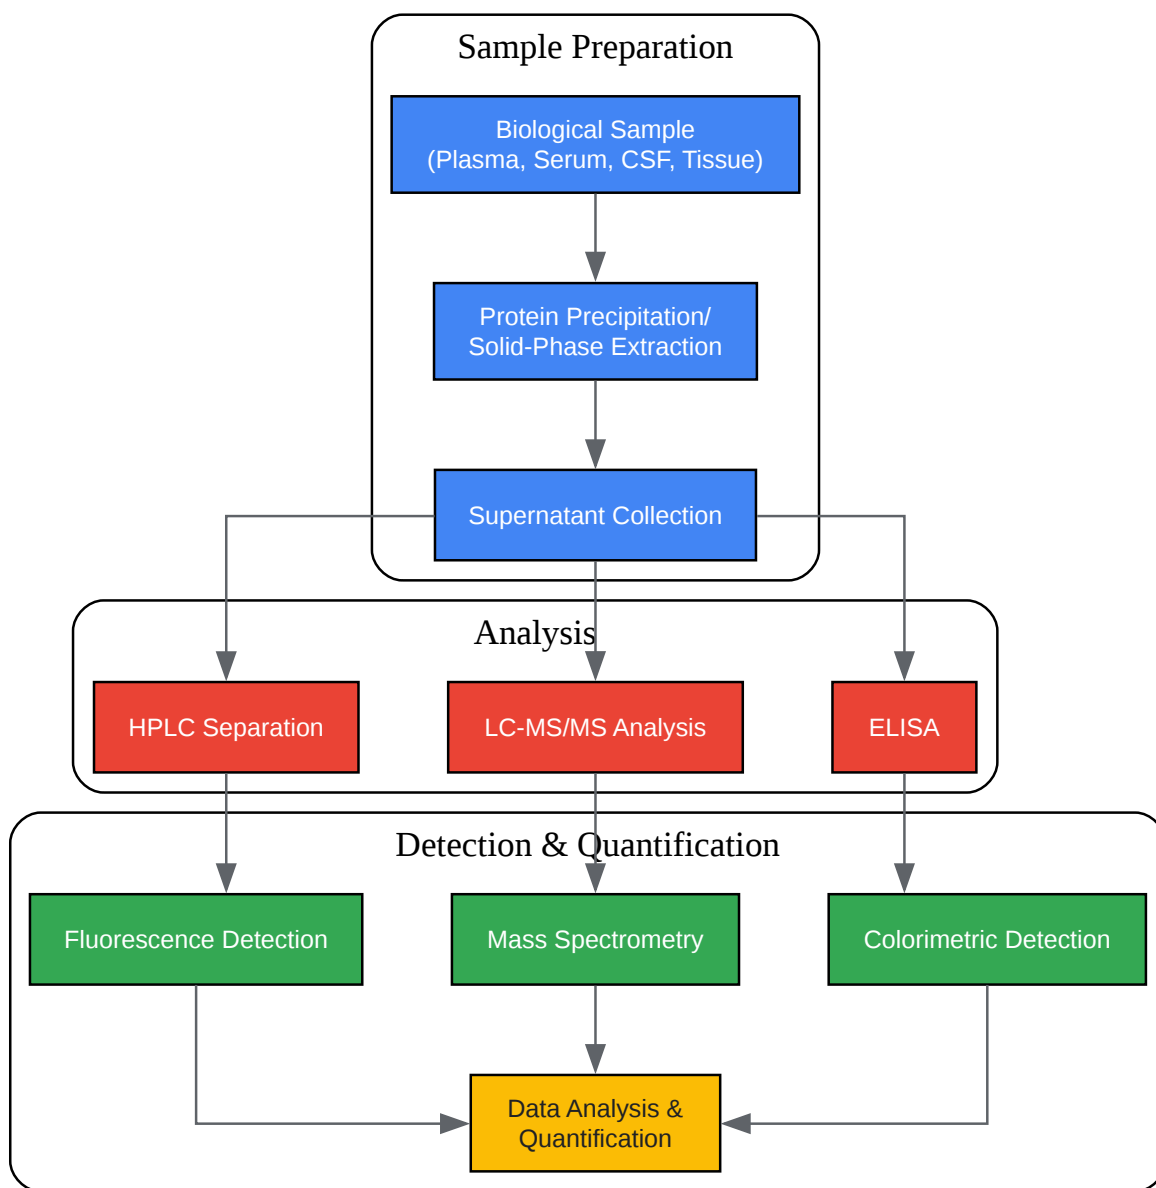 Sample Preparation
Biological Sample
(Plasma, Serum, CSF, Tissue)
Protein Precipitation/
Solid-Phase Extraction
Supernatant Collection
Analysis
HPLC Separation
LC-MS/MS Analysis
ELISA
Detection & Quantification
Fluorescence Detection
Mass Spectrometry
Colorimetric Detection
Data Analysis &
Quantification